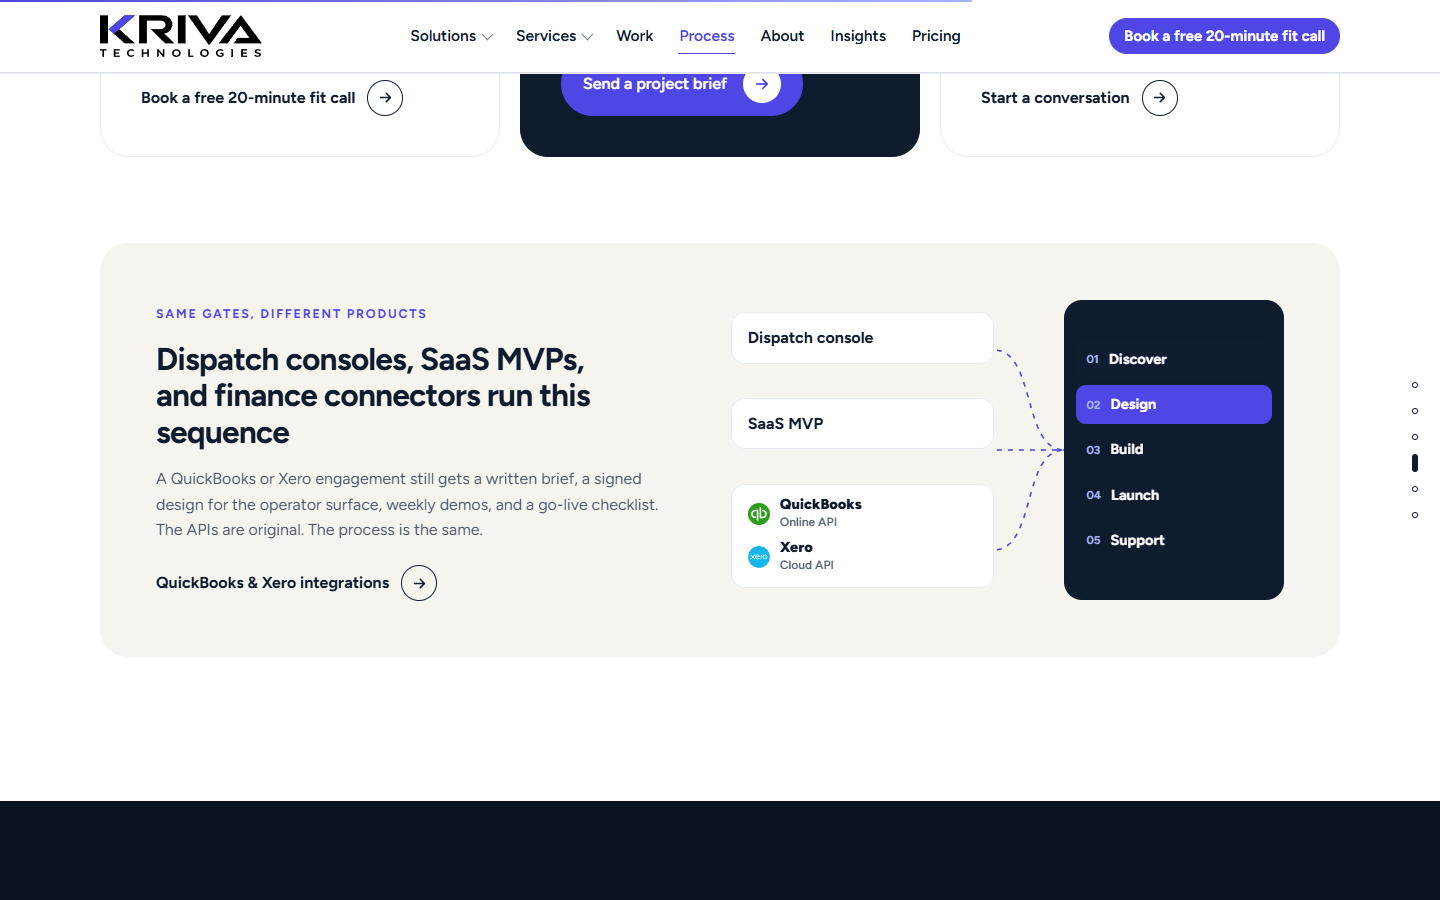 KRIVA
TECHNOLOGIES
Solutions
Services
Work
Process
About
Insights
Pricing
Book a free 20-minute fit call
Book a free 20-minute fit call
Send a project brief
Start a conversation
SAME GATES, DIFFERENT PRODUCTS
Dispatch consoles, SaaS MVPs,
and finance connectors run this
sequence
A QuickBooks or Xero engagement still gets a written brief, a signed
design for the operator surface, weekly demos, and a go-live checklist.
The APIs are original. The process is the same.
QuickBooks & Xero integrations
Dispatch console
SaaS MVP
qb
QuickBooks
Online API
xero
Xero
Cloud API
01 Discover
02 Design
03 Build
04 Launch
05 Support